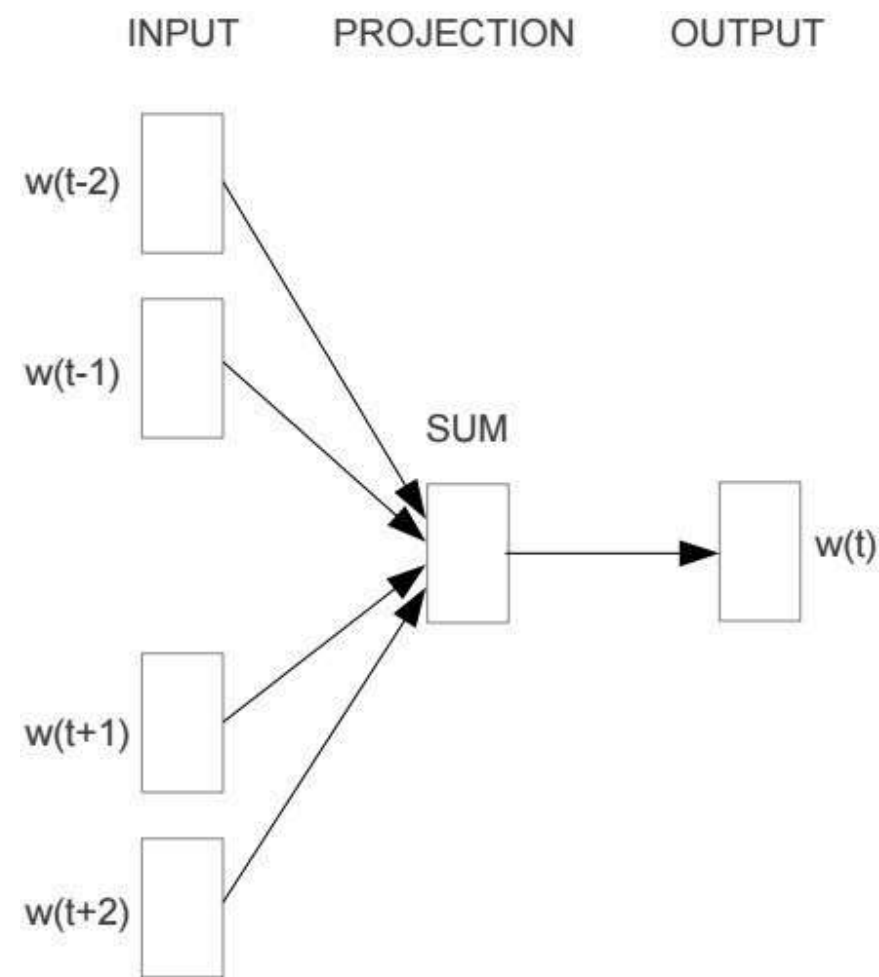 INPUT PROJECTION OUTPUT
w(t-2)
w(t-1)
SUM
w(t)
w(t+1)
w(t+2)